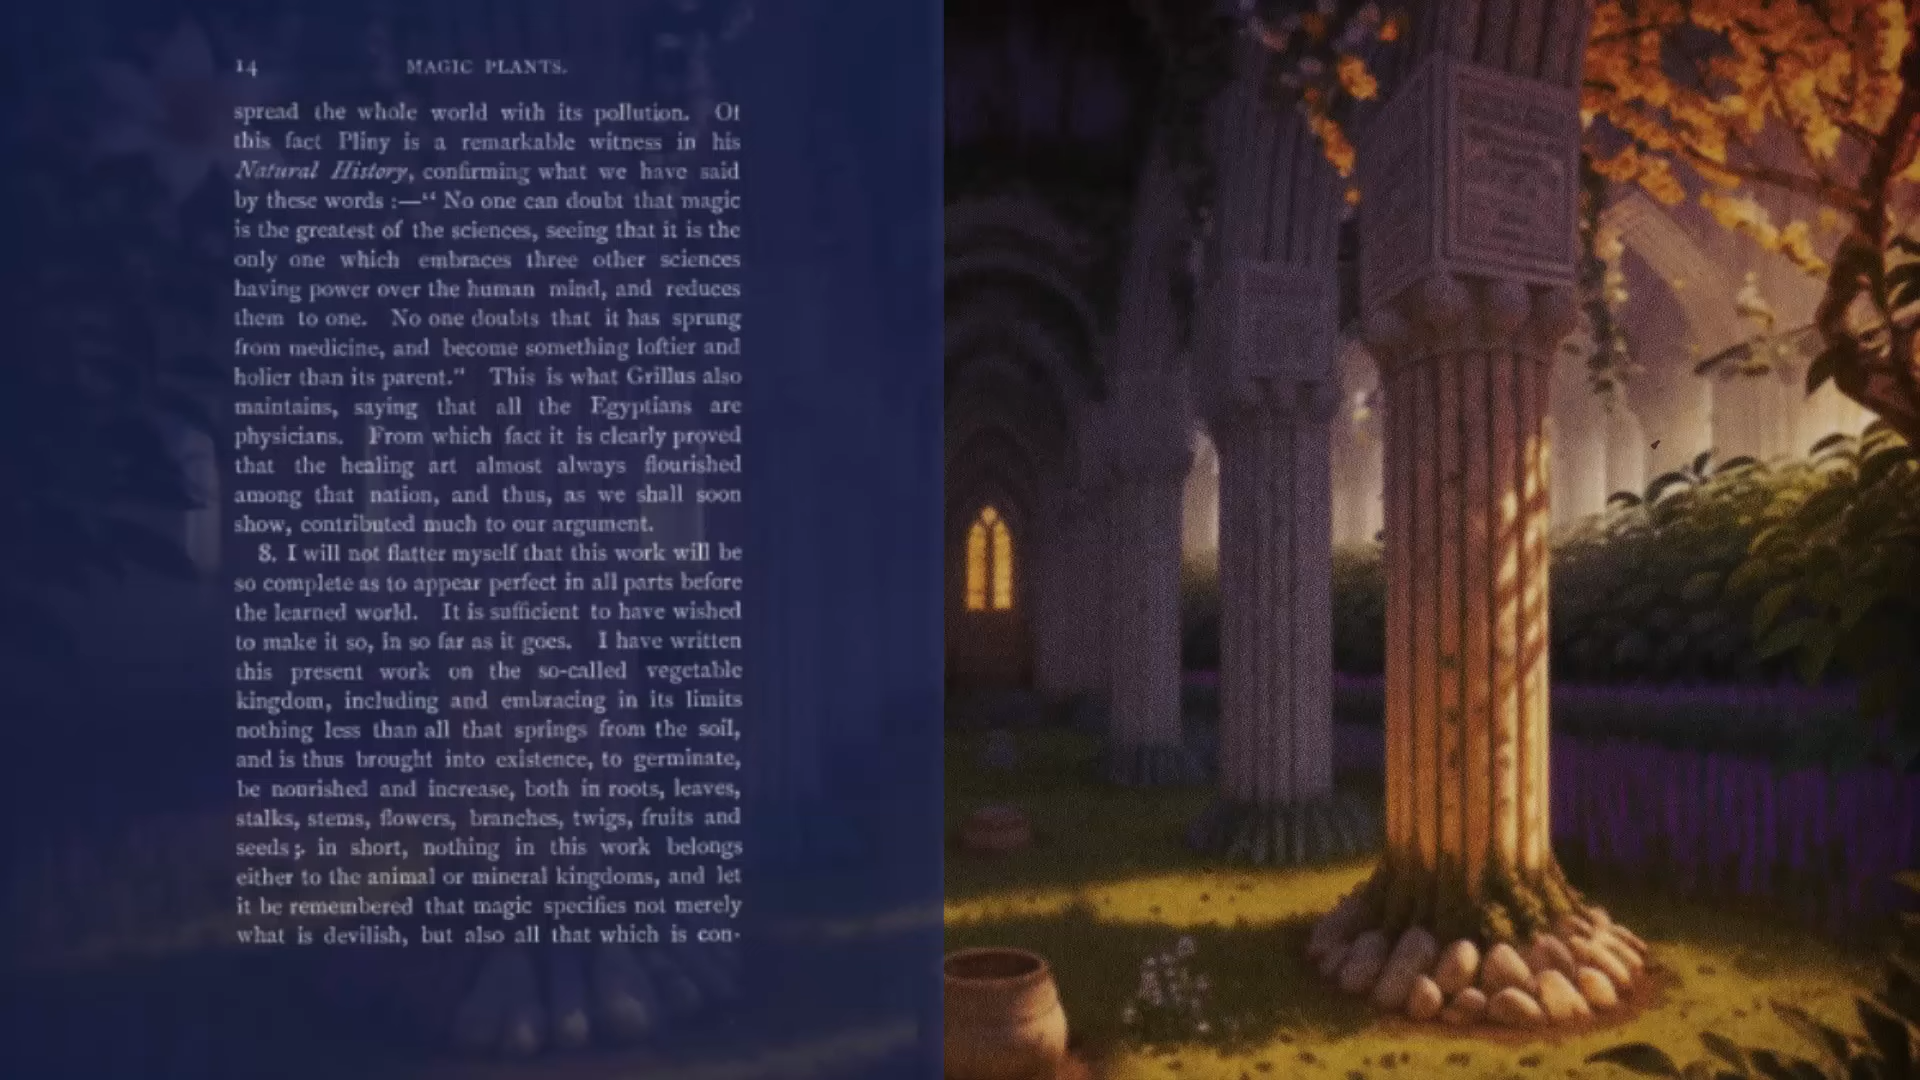 14 MAGIC PLANTS.
spread the whole world with its pollution. Of
this fact Pliny is a remarkable witness in his
Natural History, confirming what we have said
by these words :—“ No one can doubt that magic
is the greatest of the sciences, seeing that it is the
only one which embraces three other sciences
having power over the human mind, and reduces
them to one. No one doubts that it has sprung
from medicine, and become something loftier and
holier than its parent." This is what Grillus also
maintains, saying that all the Egyptians are
physicians. From which fact it is clearly proved
that the healing art almost always flourished
among that nation, and thus, as we shall soon
show, contributed much to our argument.
8. I will not flatter myself that this work will be
so complete as to appear perfect in all parts before
the learned world. It is sufficient to have wished
to make it so, in so far as it goes. I have written
this present work on the so-called vegetable
kingdom, including and embracing in its limits
nothing less than all that springs from the soil,
and is thus brought into existence, to germinate,
be nourished and increase, both in roots, leaves,
stalks, stems, flowers, branches, twigs, fruits and
seeds; in short, nothing in this work belongs
either to the animal or mineral kingdoms, and let
it be remembered that magic specifies not merely
what is devilish, but also all that which is con-